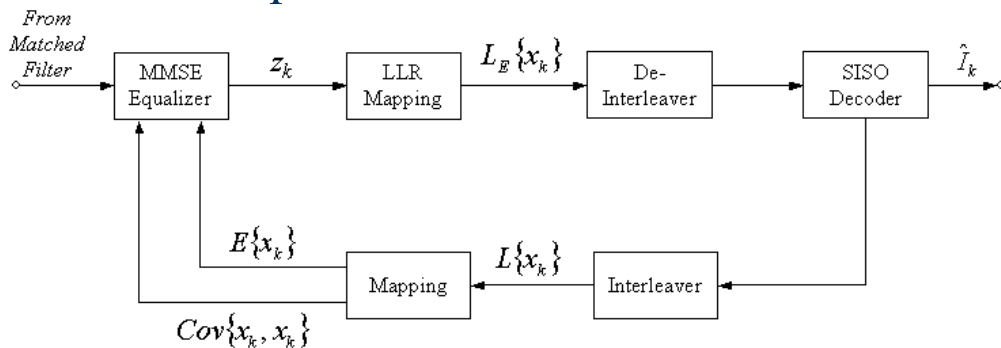 From
Matched
Filter
MMSE
Equalizer
z_k
LLR
Mapping
L_E{x_k}
De-
Interleaver
SISO
Decoder
Î_k
E{x_k}
Cov{x_k, x_k}
Mapping
L{x_k}
Interleaver